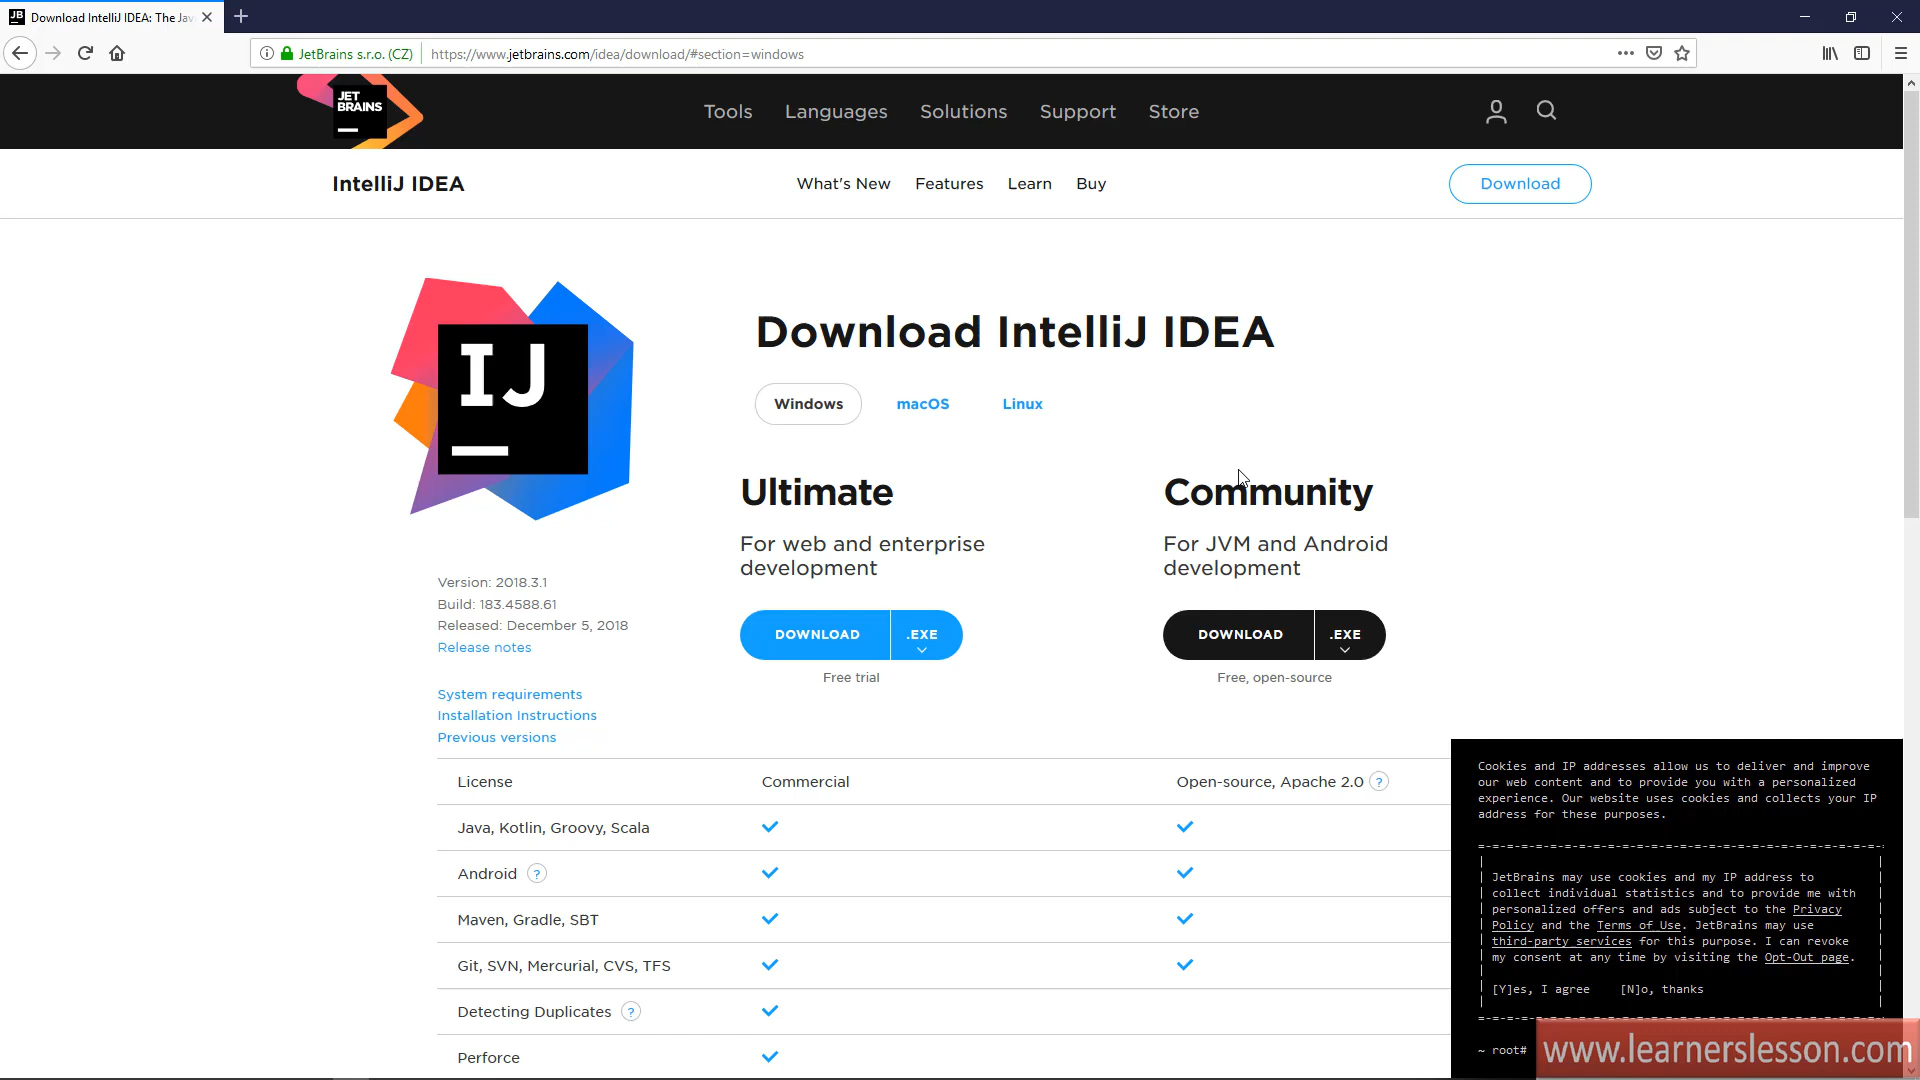 JB Download IntelliJ IDEA: The Jav
JetBrains s.r.o. (CZ) https://www.jetbrains.com/idea/download/#section=windows
JET
BRAINS
Tools Languages Solutions Support Store
IntelliJ IDEA What's New Features Learn Buy Download
IJ
Download IntelliJ IDEA
Windows macOS Linux
Ultimate
For web and enterprise
development
DOWNLOAD .EXE
Free trial
Community
For JVM and Android
development
DOWNLOAD .EXE
Free, open-source
Version: 2018.3.1
Build: 183.4588.61
Released: December 5, 2018
Release notes
System requirements
Installation Instructions
Previous versions
License Commercial Open-source, Apache 2.0 ?
Java, Kotlin, Groovy, Scala
Android ?
Maven, Gradle, SBT
Git, SVN, Mercurial, CVS, TFS
Detecting Duplicates ?
Perforce
Cookies and IP addresses allow us to deliver and improve
our web content and to provide you with a personalized
experience. Our website uses cookies and collects your IP
address for these purposes.
JetBrains may use cookies and my IP address to
collect individual statistics and to provide me with
personalized offers and ads subject to the Privacy
Policy and the Terms of Use. JetBrains may use
third-party services for this purpose. I can revoke
my consent at any time by visiting the Opt-Out page.
[Y]es, I agree [N]o, thanks
~ root#
www.learnerslesson.com